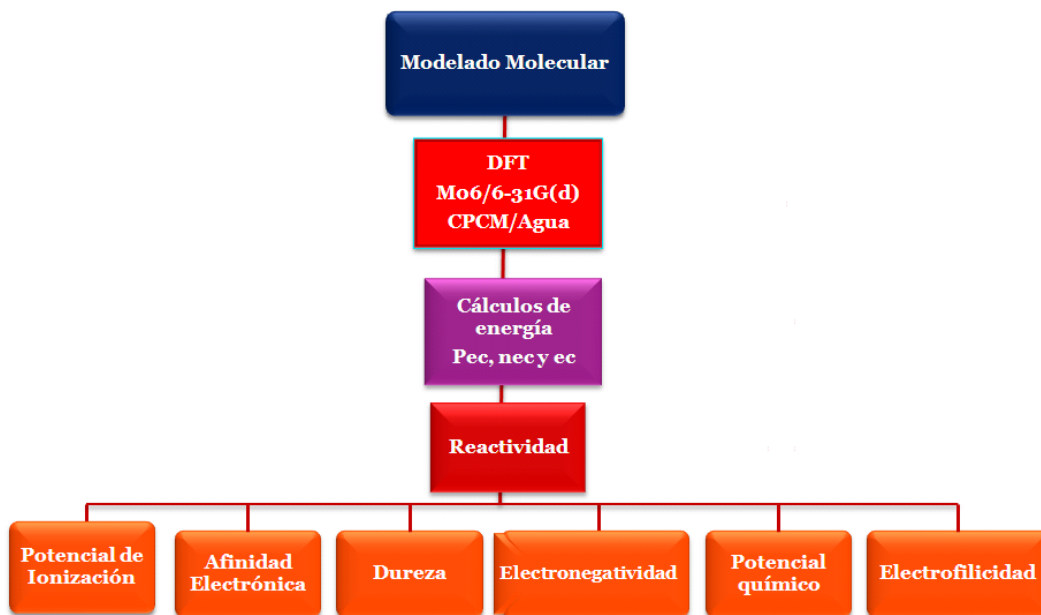 Modelado Molecular
DFT
M06/6-31G(d)
CPCM/Agua
Cálculos de
energía
Pec, nec y ec
Reactividad
Potencial de
Ionización
Afinidad
Electrónica
Dureza
Electronegatividad
Potencial
químico
Electrofilicidad